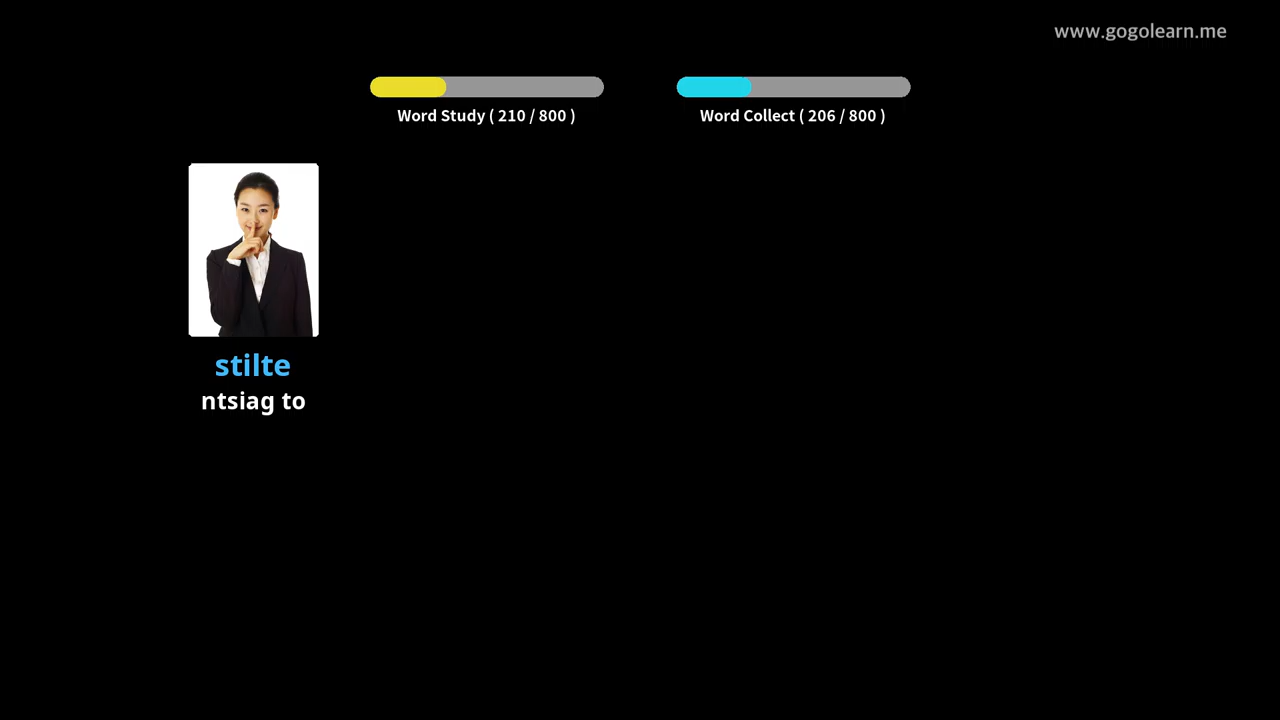 www.gogolearn.me
Word Study ( 210 / 800 )
Word Collect ( 206 / 800 )
stilte
ntsiag to